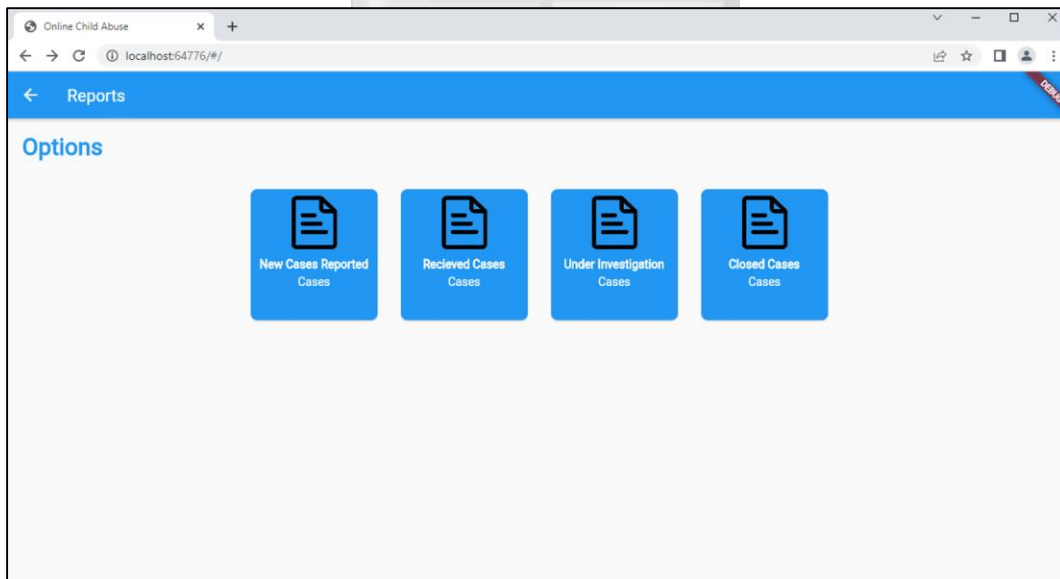 Online Child Abuse
localhost:64776/#/
Reports
DEBUG
Options
New Cases Reported
Cases
Recieved Cases
Cases
Under Investigation
Cases
Closed Cases
Cases